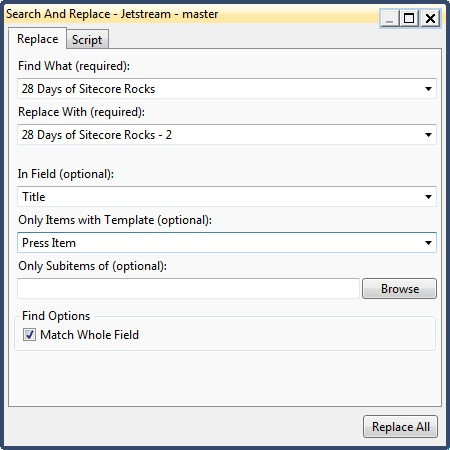 Search And Replace - Jetstream - master
Replace
Script
Find What (required):
28 Days of Sitecore Rocks
Replace With (required):
28 Days of Sitecore Rocks - 2
In Field (optional):
Title
Only Items with Template (optional):
Press Item
Only Subitems of (optional):
Browse
Find Options
Match Whole Field
Replace All